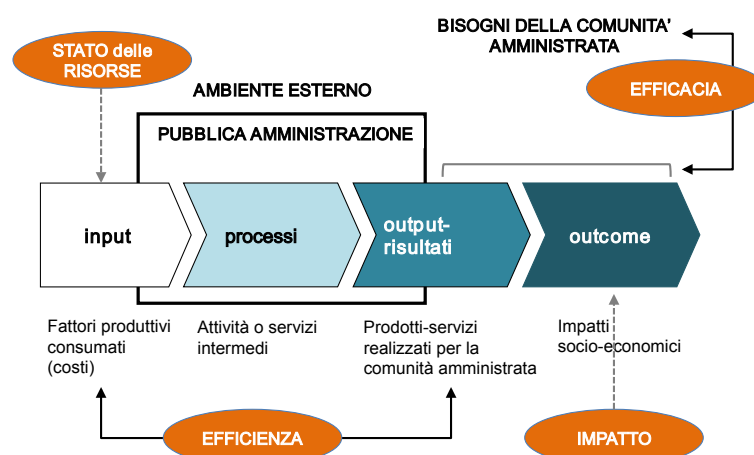 BISOGNI DELLA COMUNITA'
AMMINISTRATA
STATO delle
RISORSE
EFFICACIA
AMBIENTE ESTERNO
PUBBLICA AMMINISTRAZIONE
input
processi
output-
risultati
outcome
Fattori produttivi
consumati
(costi)
Attività o servizi
intermedi
Prodotti-servizi
realizzati per la
comunità amministrata
Impatti
socio-economici
EFFICIENZA
IMPATTO